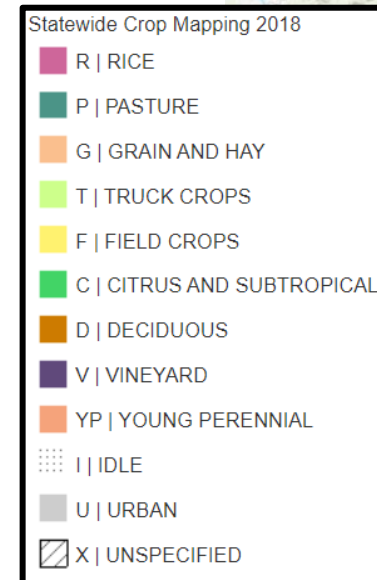 Statewide Crop Mapping 2018
R | RICE
P | PASTURE
G | GRAIN AND HAY
T | TRUCK CROPS
F | FIELD CROPS
C | CITRUS AND SUBTROPICAL
D | DECIDUOUS
V | VINEYARD
YP | YOUNG PERENNIAL
I | IDLE
U | URBAN
X | UNSPECIFIED